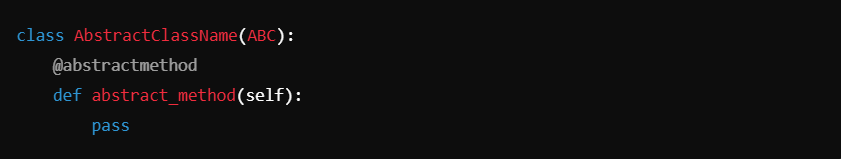 class AbstractClassName(ABC):
    @abstractmethod
    def abstract_method(self):
        pass